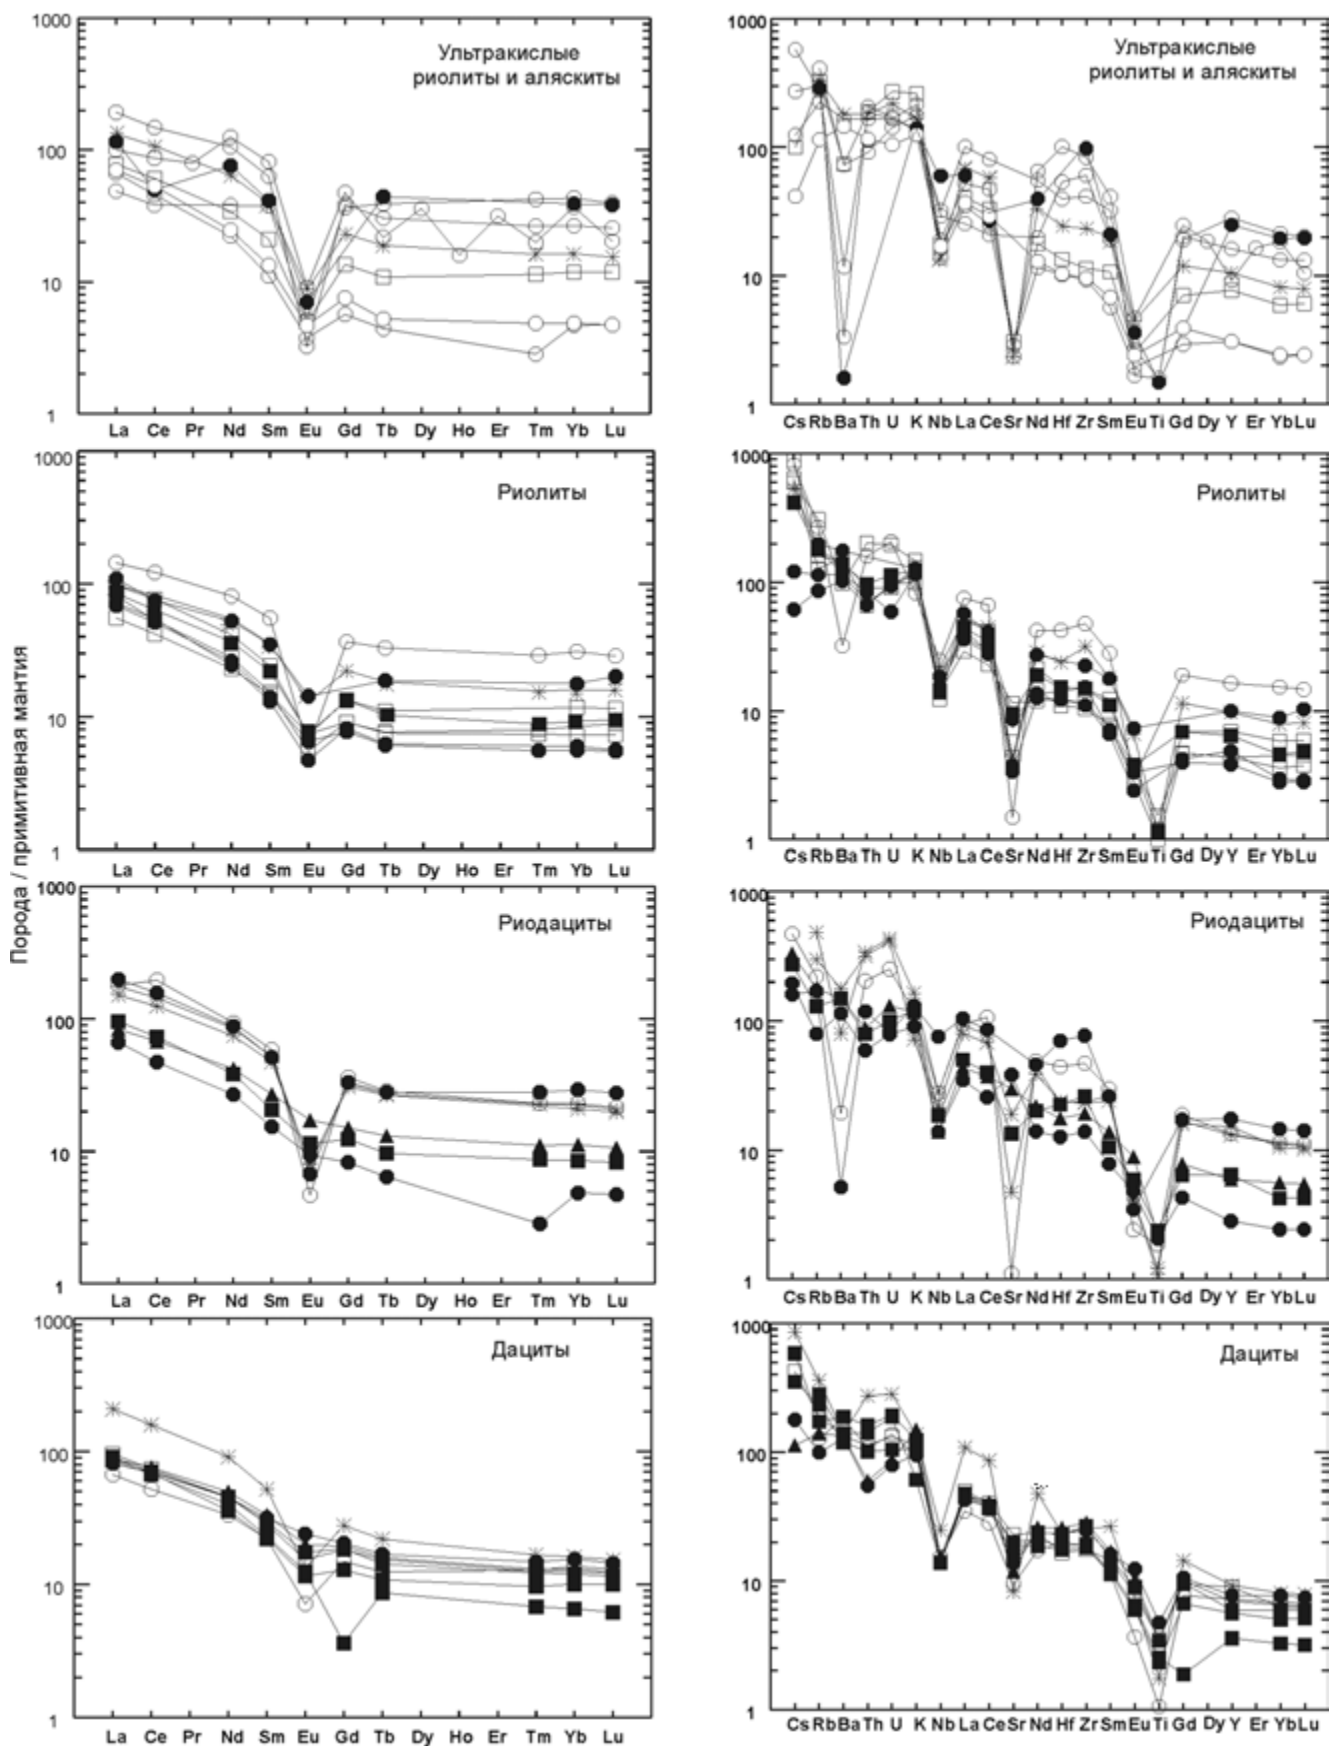 Порода / примитивная мантия
1000
100
10
1
Ультракислые
риолиты и аляскиты
La Ce Pr Nd Sm Eu Gd Tb Dy Ho Er Tm Yb Lu
1000
100
10
1
Ультракислые
риолиты и аляскиты
Cs Rb Ba Th U K Nb La Ce Sr Nd Hf Zr Sm Eu Ti Gd Dy Y Er Yb Lu
1000
100
10
1
Риолиты
La Ce Pr Nd Sm Eu Gd Tb Dy Ho Er Tm Yb Lu
1000
100
10
1
Риолиты
Cs Rb Ba Th U K Nb La Ce Sr Nd Hf Zr Sm Eu Ti Gd Dy Y Er Yb Lu
1000
100
10
1
Риодациты
La Ce Pr Nd Sm Eu Gd Tb Dy Ho Er Tm Yb Lu
1000
100
10
1
Риодациты
Cs Rb Ba Th U K Nb La Ce Sr Nd Hf Zr Sm Eu Ti Gd Dy Y Er Yb Lu
1000
100
10
1
Дациты
La Ce Pr Nd Sm Eu Gd Tb Dy Ho Er Tm Yb Lu
1000
100
10
1
Дациты
Cs Rb Ba Th U K Nb La Ce Sr Nd Hf Zr Sm Eu Ti Gd Dy Y Er Yb Lu